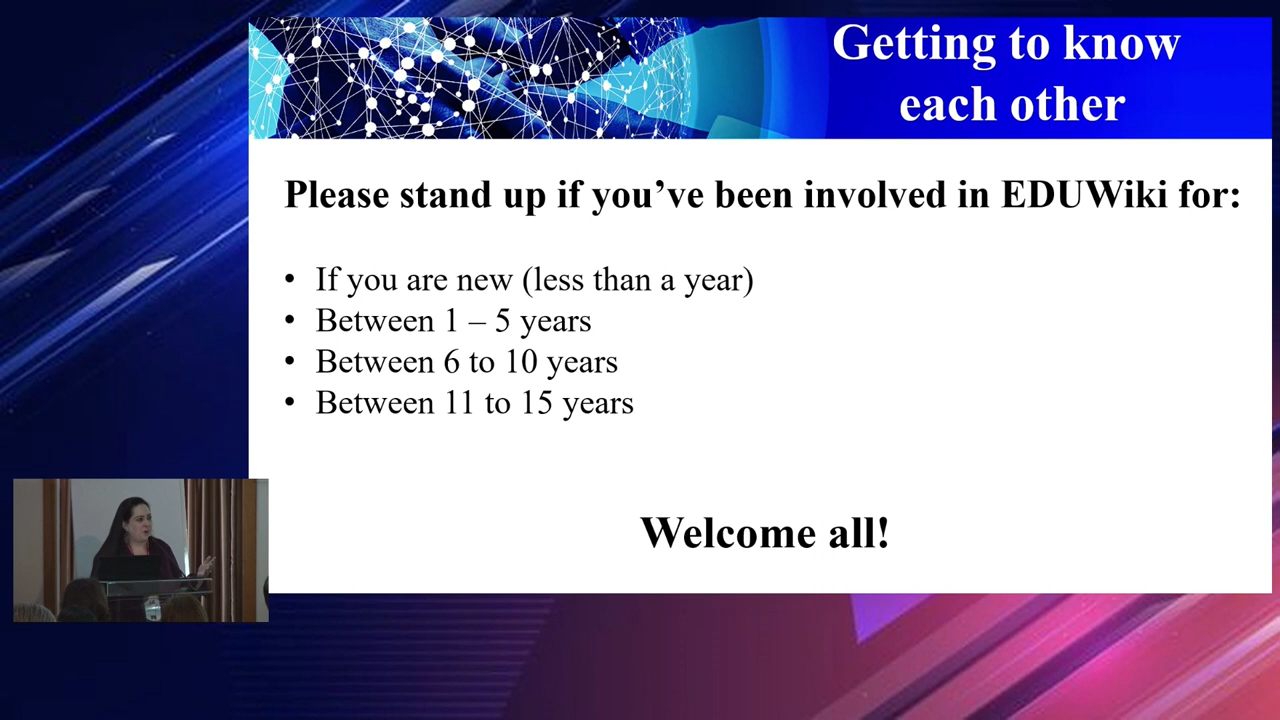 Getting to know
each other
Please stand up if you’ve been involved in EDUWiki for:
• If you are new (less than a year)
• Between 1 – 5 years
• Between 6 to 10 years
• Between 11 to 15 years
Welcome all!